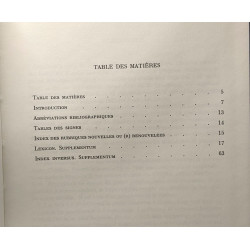 TABLE DES MATIÈRES
Table des matières . . . . . . . . . . 5
Introduction . . . . . . . . . . 7
Abréviations bibliographiques . . . . . . . . 13
Tables des signes . . . . . . . . . . 14
Index des rubriques nouvelles ou (R) renouvelées . . . 15
Lexicon. Supplementum . . . . . . . . . 17
Index diversus. Supplementum . . . . . . . . 63